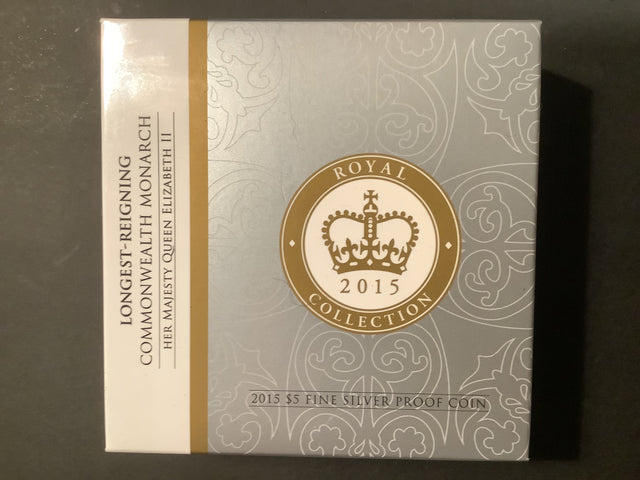 LONGEST-REIGNING
COMMONWEALTH MONARCH
HER MAJESTY QUEEN ELIZABETH II
ROYAL
2015
COLLECTION
2015 $5 FINE SILVER PROOF COIN